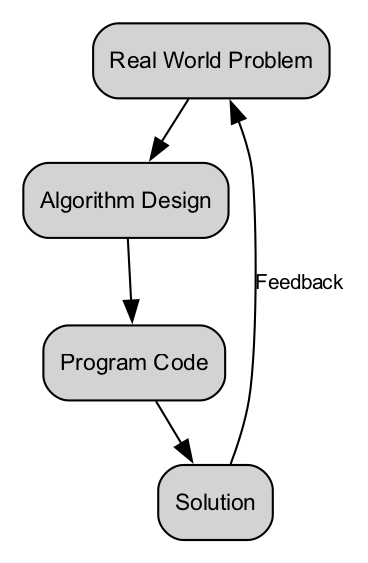 Real World Problem
Algorithm Design
Feedback
Program Code
Solution